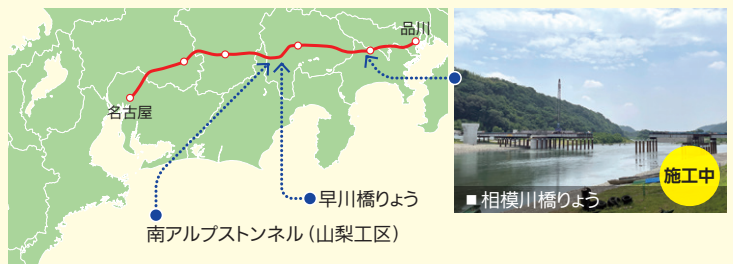 品川
名古屋
早川橋りょう
南アルプストンネル（山梨工区）
施工中
■相模川橋りょう